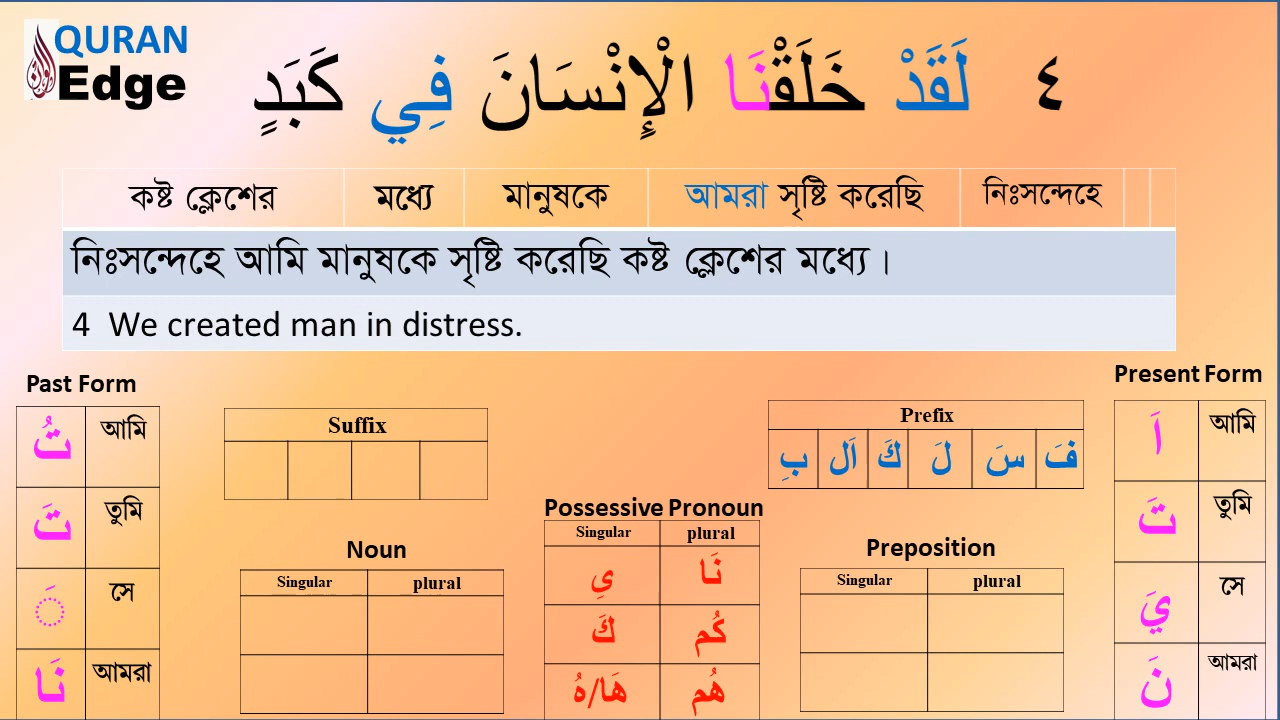 QURAN
Edge
٤ لَقَدْ خَلَقْنَا الْإِنْسَانَ فِي كَبَدٍ
কষ্ট ক্লেশের মধ্যে মানুষকে আমরা সৃষ্টি করেছি নিঃসন্দেহে
নিঃসন্দেহে আমি মানুষকে সৃষ্টি করেছি কষ্ট ক্লেশের মধ্যে।
4 We created man in distress.
Past Form
تُ আমি
تَ তুমি
َ সে
نَا আমরা
Suffix
Noun
Singular plural
Possessive Pronoun
Singular plural
يِ نَا
كَ كُم
هَا/هُ هُم
Prefix
بِ اَل كَ لَ سَ فَ
Preposition
Singular plural
Present Form
اَ আমি
تَ তুমি
يَ সে
نَ আমরা